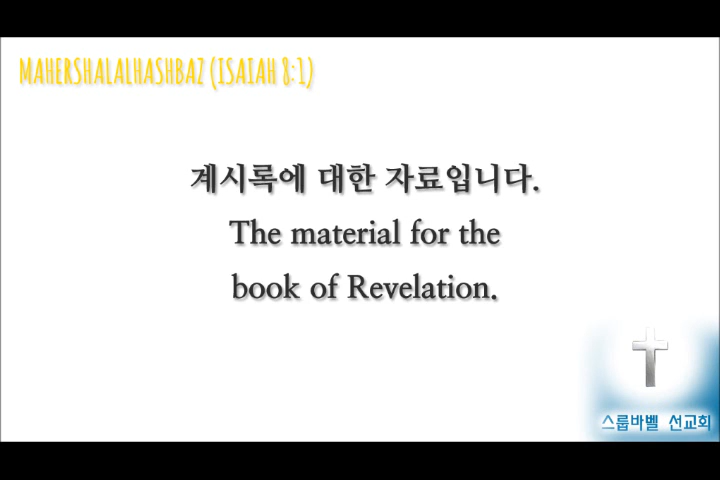 MAHERSHALALHASHBAZ (ISAIAH 8:1)
계시록에 대한 자료입니다.
The material for the
book of Revelation.
스룹바벨 선교회